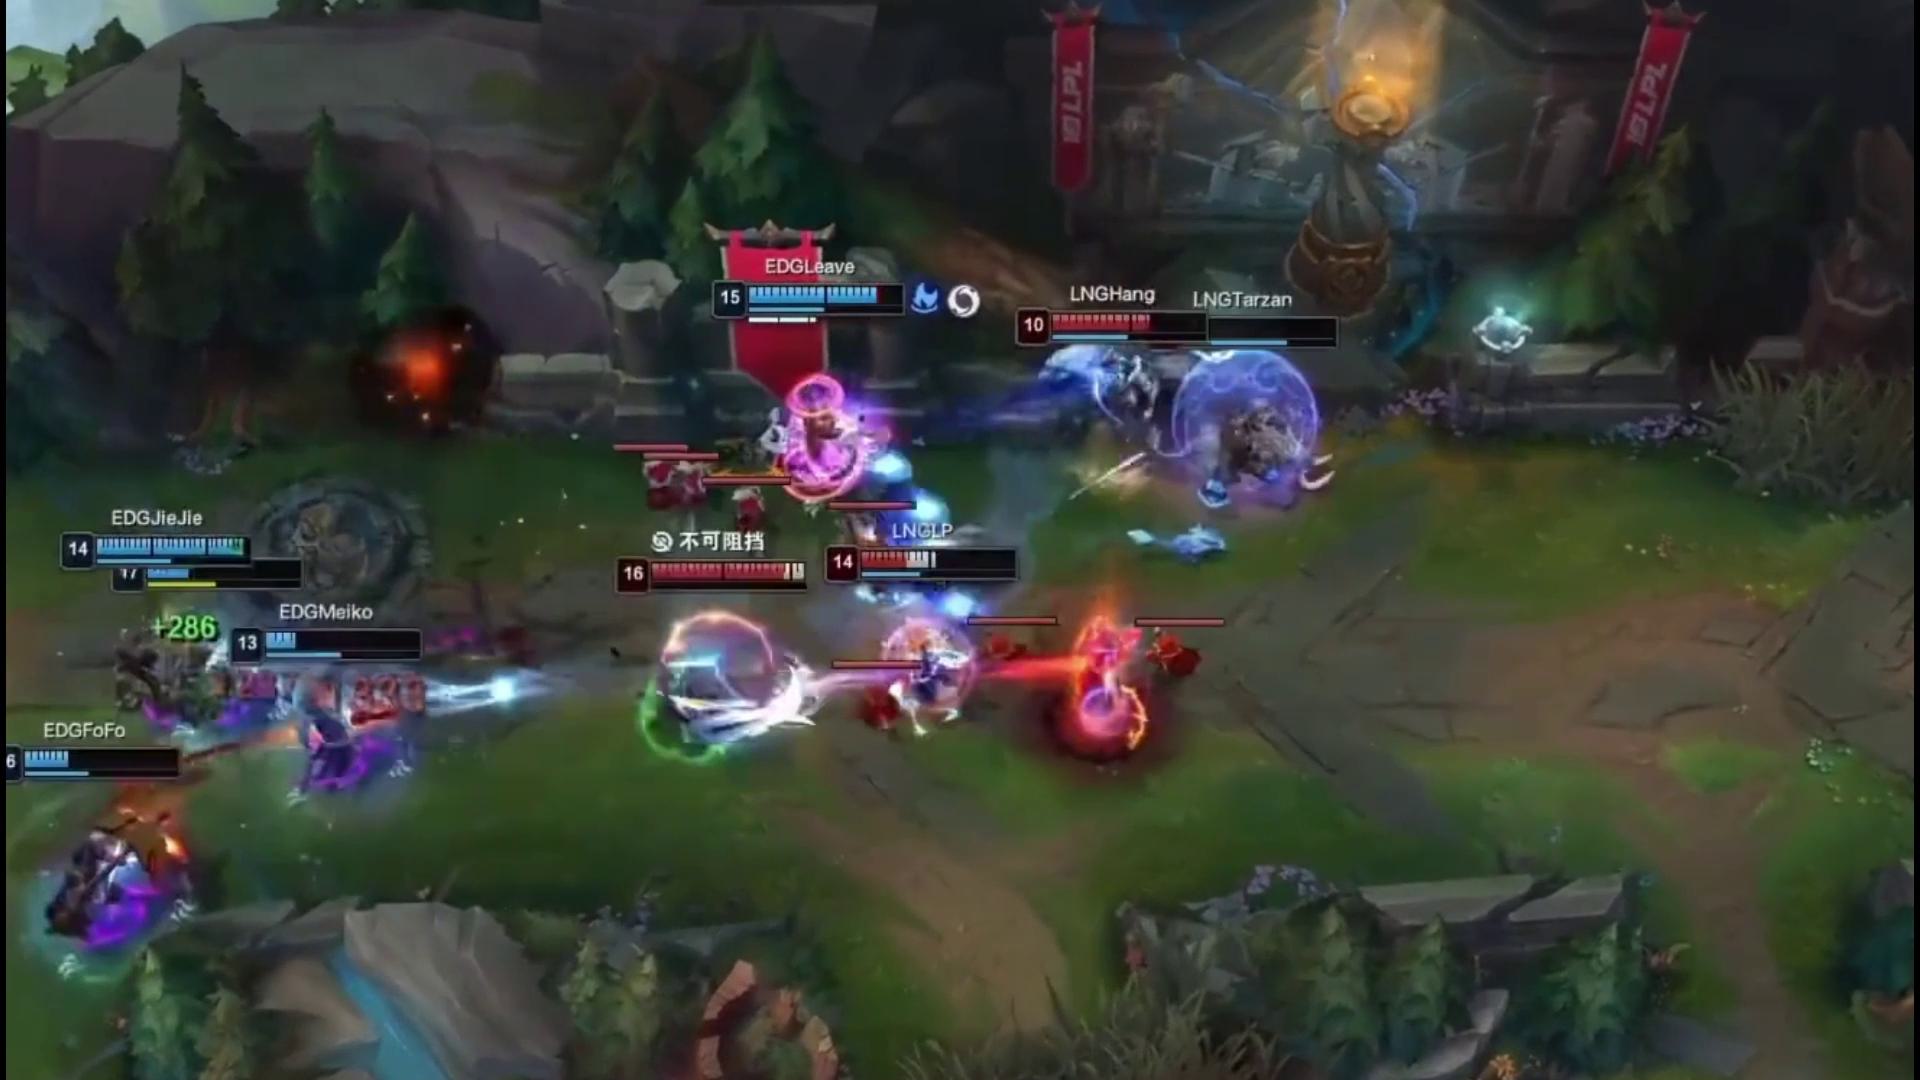 LPL
LPL
EDGLeave
15
LNGHang
LNGTarzan
10
EDGJieJie
14
17
不可阻挡
16
LNGLP
14
EDGMeiko
+286
13
EDGFoFo
6